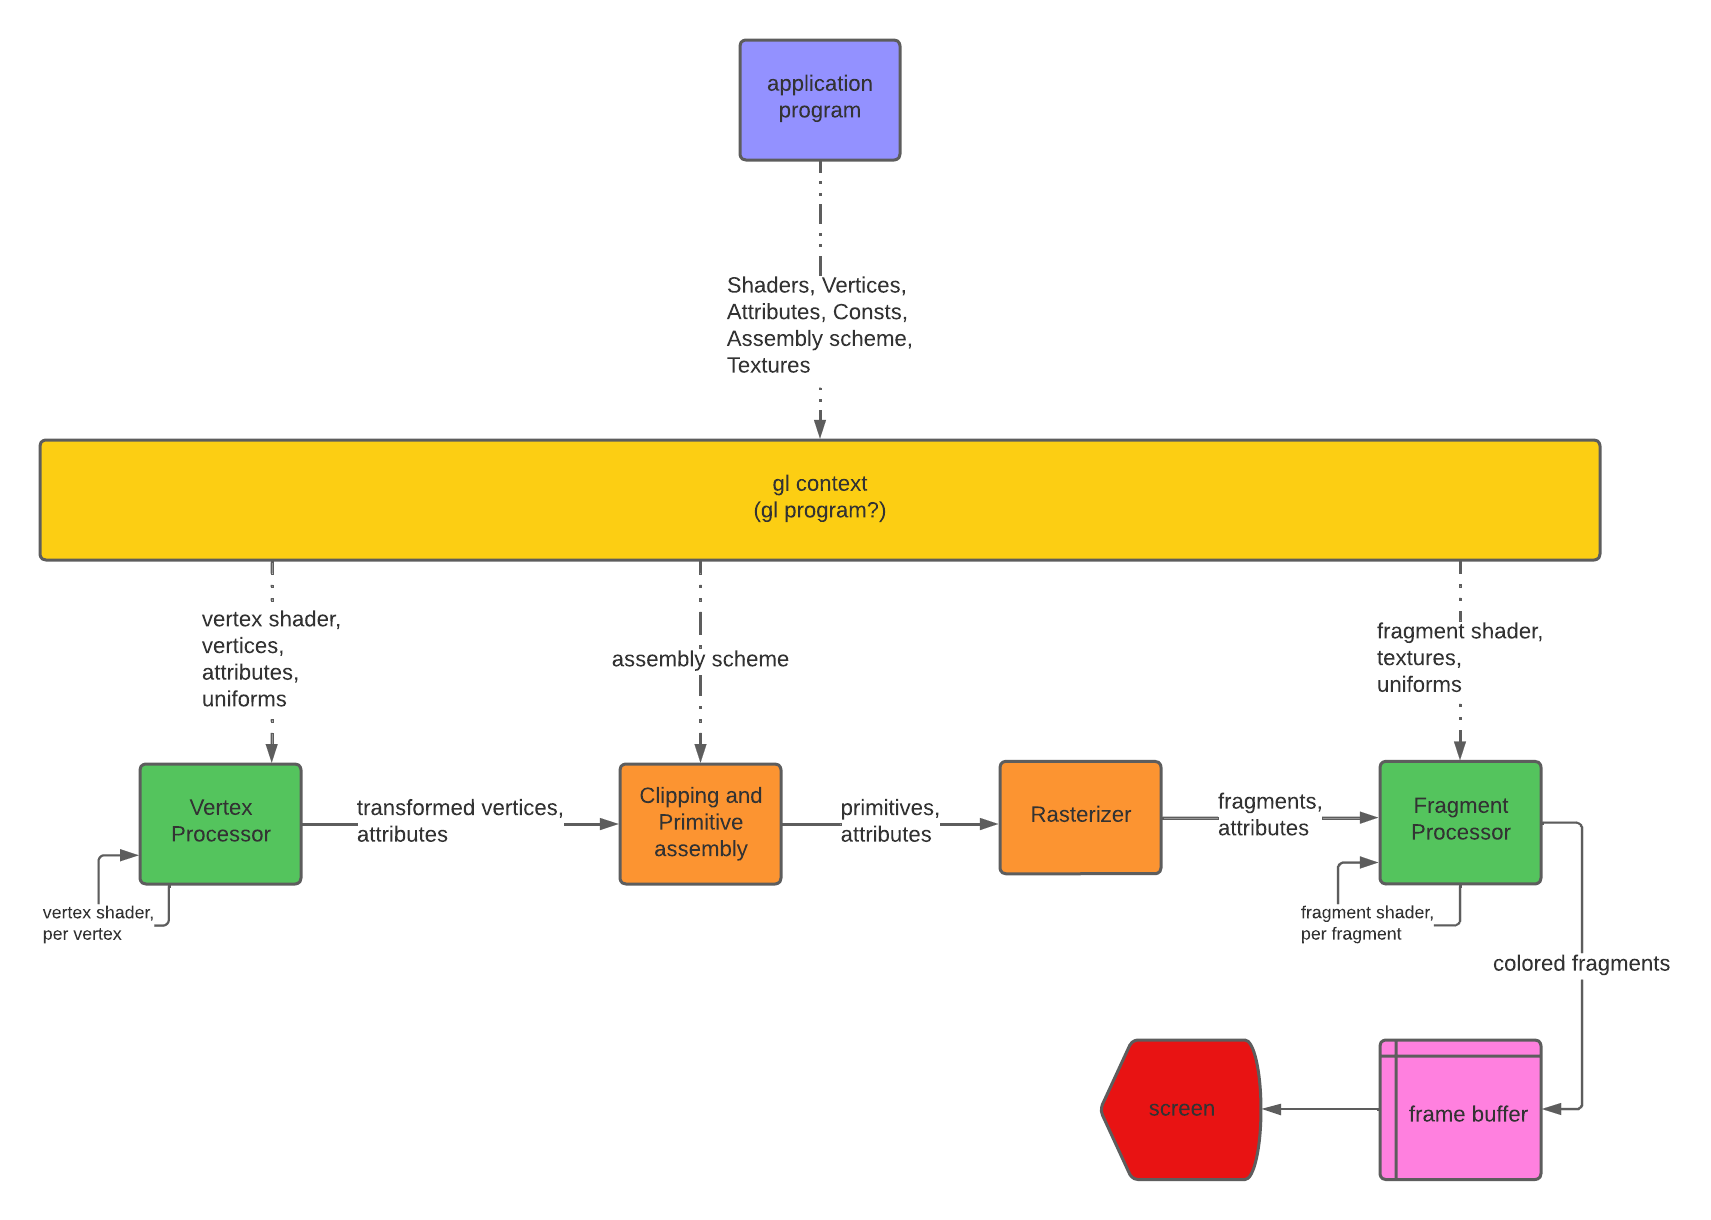 application
program
Shaders, Vertices,
Attributes, Consts,
Assembly scheme,
Textures
gl context
(gl program?)
vertex shader,
vertices,
attributes,
uniforms
assembly scheme
fragment shader,
textures,
uniforms
Vertex
Processor
transformed vertices,
attributes
Clipping and
Primitive
assembly
primitives,
attributes
Rasterizer
fragments,
attributes
Fragment
Processor
vertex shader,
per vertex
fragment shader,
per fragment
colored fragments
screen
frame buffer